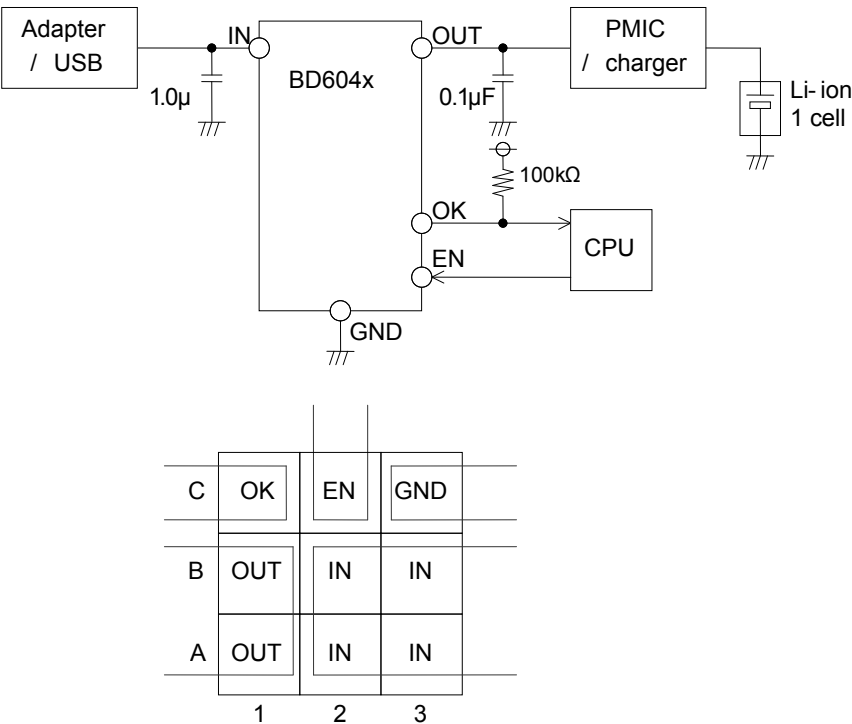 Adapter
/ USB
IN
BD604x
OUT
PMIC
/ charger
1.0μ
0.1μF
Li-ion
1 cell
100kΩ
OK
CPU
EN
GND
C OK EN GND
B OUT IN IN
A OUT IN IN
1 2 3